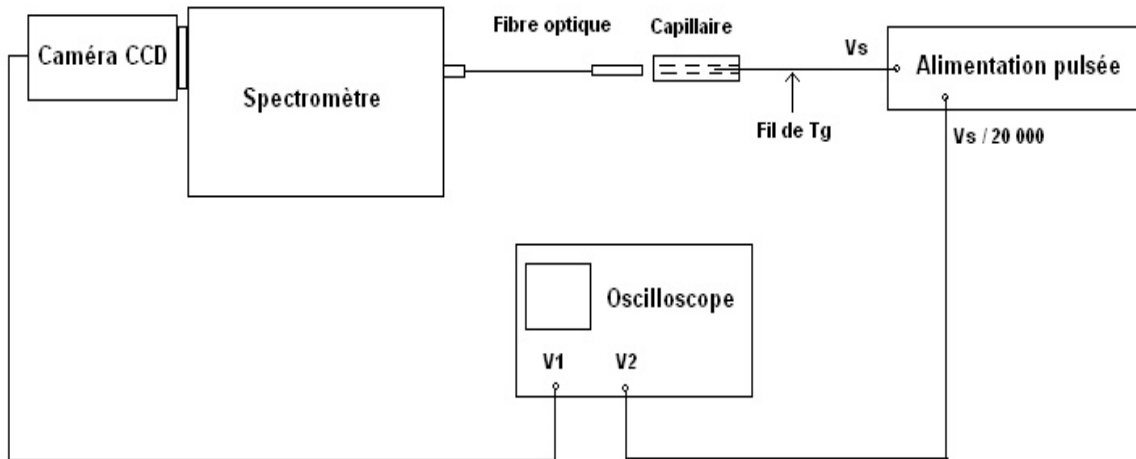 Fibre optique
Capillaire
Caméra CCD
Vs
Alimentation pulsée
Spectromètre
Fil de Tg
Vs / 20 000
Oscilloscope
V1
V2